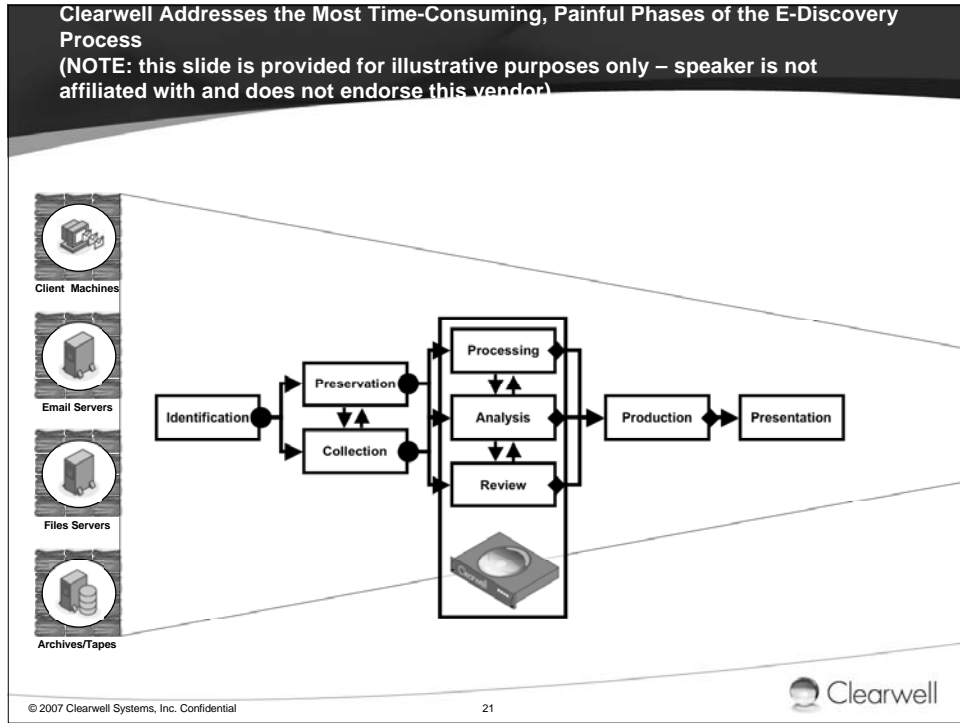 Clearwell Addresses the Most Time-Consuming, Painful Phases of the E-Discovery
Process
(NOTE: this slide is provided for illustrative purposes only – speaker is not
affiliated with and does not endorse this vendor)
Client Machines
Email Servers
Files Servers
Archives/Tapes
Identification
Preservation
Collection
Processing
Analysis
Review
Clearwell
Production
Presentation
© 2007 Clearwell Systems, Inc. Confidential
21
Clearwell